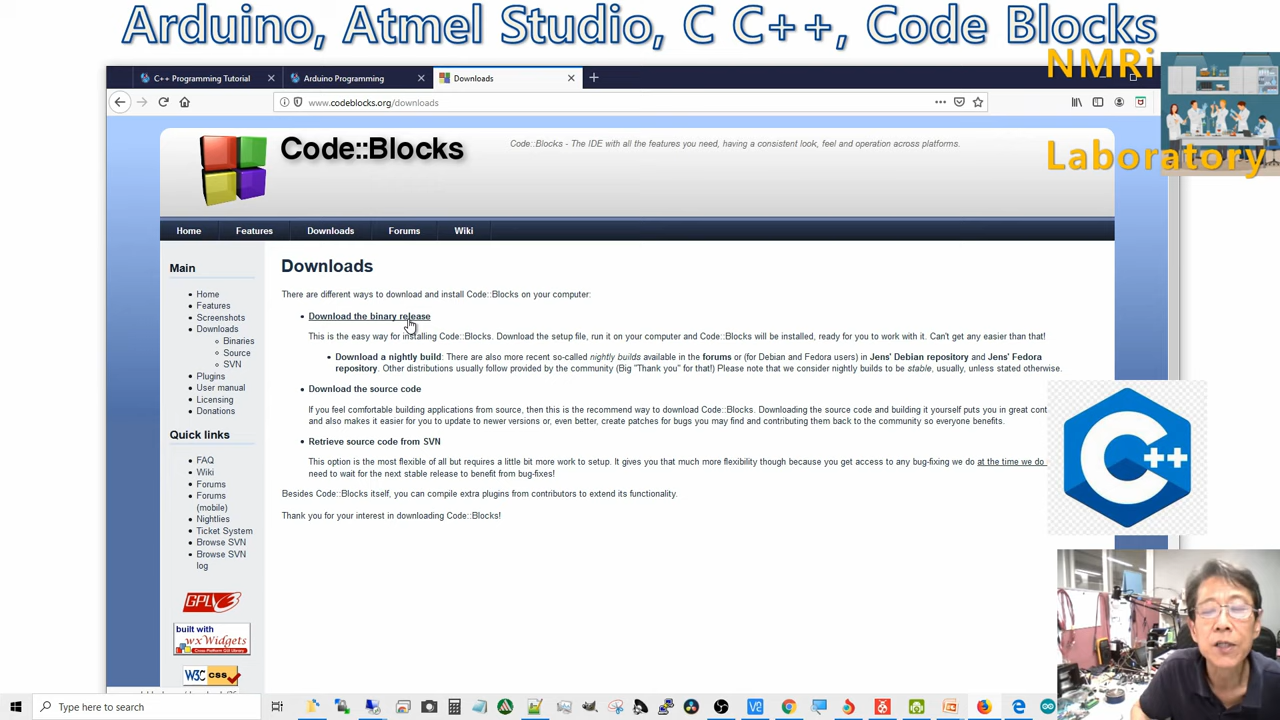 Arduino, Atmel Studio, C C++, Code Blocks
NMRi
Laboratory
C++ Programming Tutorial
Arduino Programming
Downloads
www.codeblocks.org/downloads
Code::Blocks
Code::Blocks - The IDE with all the features you need, having a consistent look, feel and operation across platforms.
Home
Features
Downloads
Forums
Wiki
Main
Home
Features
Screenshots
Downloads
Binaries
Source
SVN
Plugins
User manual
Licensing
Donations
Quick links
FAQ
Wiki
Forums
Forums
(mobile)
Nightlies
Ticket System
Browse SVN
Browse SVN
log
GPL v3
built with
wxWidgets
Cross Platform GUI Library
W3C css
Downloads
There are different ways to download and install Code::Blocks on your computer:
Download the binary release
This is the easy way for installing Code::Blocks. Download the setup file, run it on your computer and Code::Blocks will be installed, ready for you to work with it. Can't get any easier than that!
Download a nightly build: There are also more recent so-called nightly builds available in the forums or (for Debian and Fedora users) in Jens' Debian repository and Jens' Fedora
repository. Other distributions usually follow provided by the community (Big "Thank you" for that!) Please note that we consider nightly builds to be stable, usually, unless stated otherwise.
Download the source code
If you feel comfortable building applications from source, then this is the recommend way to download Code::Blocks. Downloading the source code and building it yourself puts you in great cont
and also makes it easier for you to update to newer versions or, even better, create patches for bugs you may find and contributing them back to the community so everyone benefits.
Retrieve source code from SVN
This option is the most flexible of all but requires a little bit more work to setup. It gives you that much more flexibility though because you get access to any bug-fixing we do at the time we do
need to wait for the next stable release to benefit from bug-fixes!
Besides Code::Blocks itself, you can compile extra plugins from contributors to extend its functionality.
Thank you for your interest in downloading Code::Blocks!
C++
Type here to search